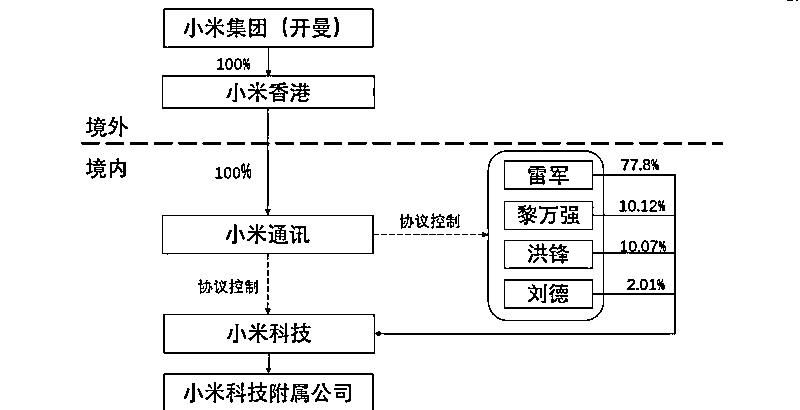 小米集团（开曼）
100%
小米香港
境外
境内
100%
雷军
77.8%
黎万强
10.12%
小米通讯
协议控制
洪锋
10.07%
协议控制
刘德
2.01%
小米科技
小米科技附属公司